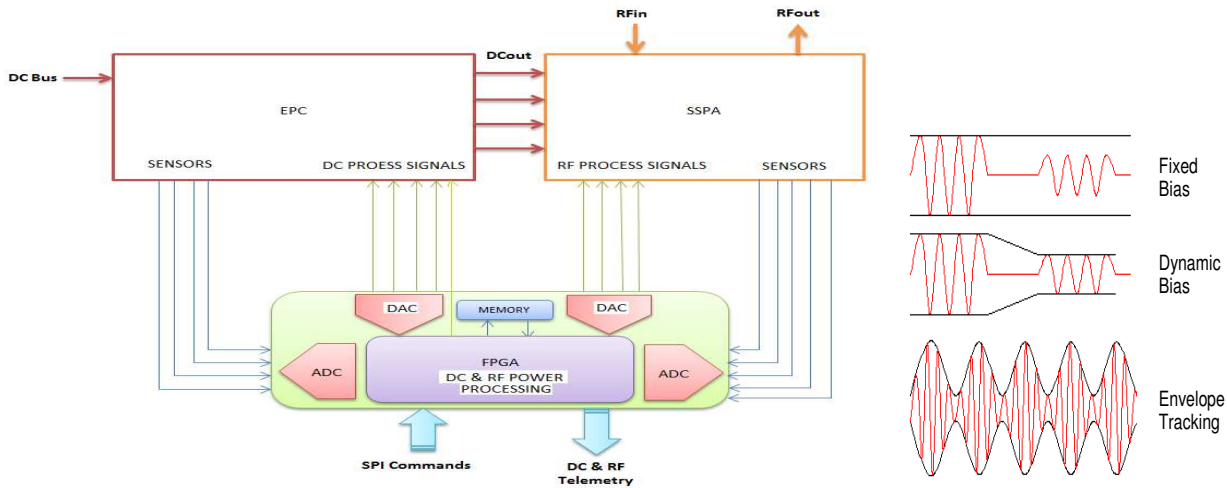 RFin
RFout
DC Bus
DCout
EPC
SSPA
SENSORS
DC PROESS SIGNALS
RF PROCESS SIGNALS
SENSORS
DAC
MEMORY
DAC
ADC
FPGA
DC & RF POWER
PROCESSING
ADC
SPI Commands
DC & RF
Telemetry
Fixed
Bias
Dynamic
Bias
Envelope
Tracking